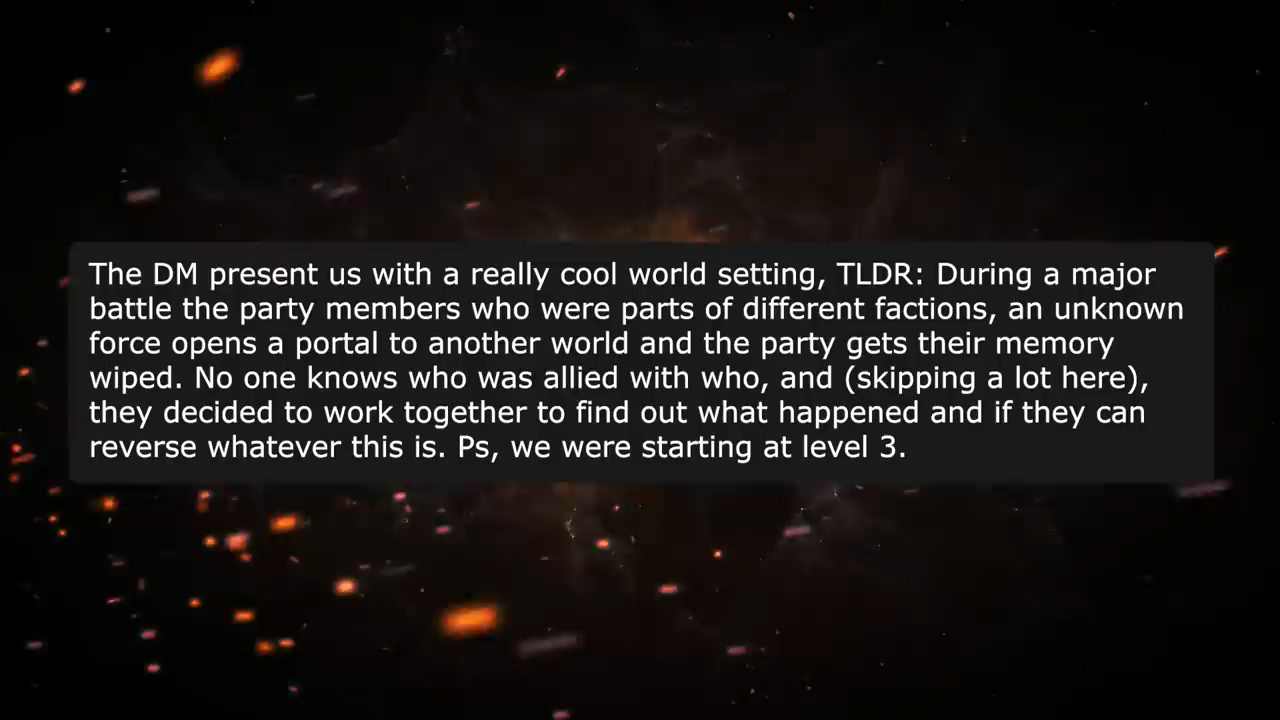 The DM present us with a really cool world setting, TLDR: During a major
battle the party members who were parts of different factions, an unknown
force opens a portal to another world and the party gets their memory
wiped. No one knows who was allied with who, and (skipping a lot here),
they decided to work together to find out what happened and if they can
reverse whatever this is. Ps, we were starting at level 3.